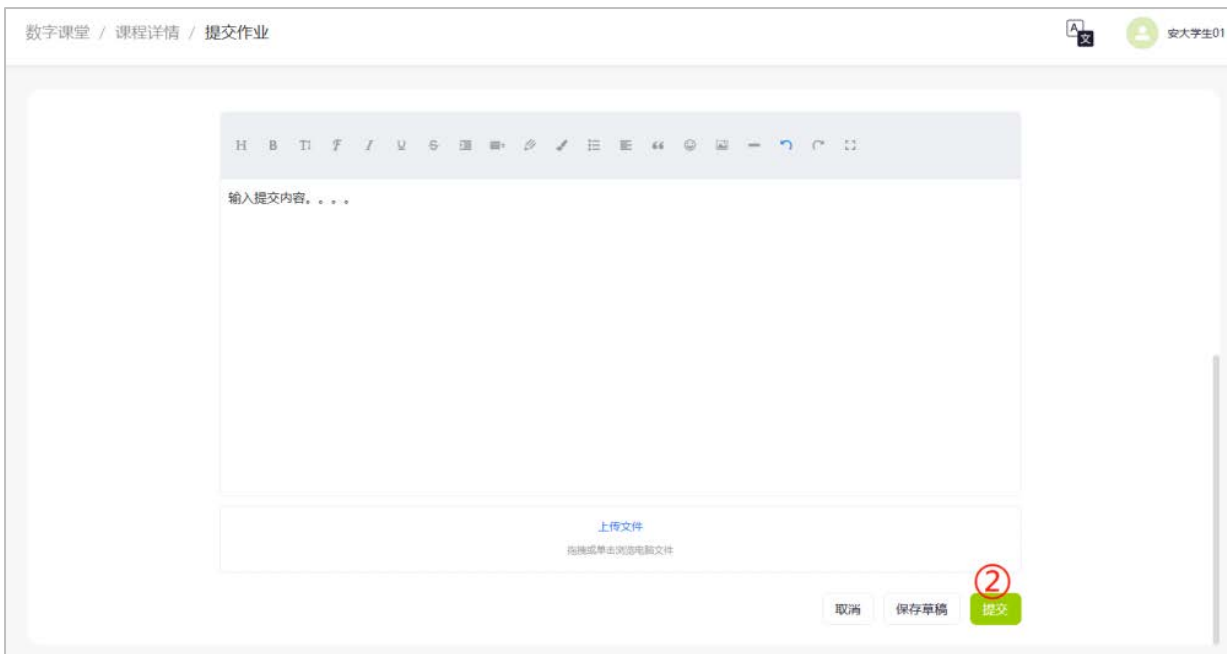 数字课堂 / 课程详情 / 提交作业
安大学生01
H B TI F I U S
输入提交内容。。。。
上传文件
拖拽或单击浏览电脑文件
②
取消 保存草稿 提交